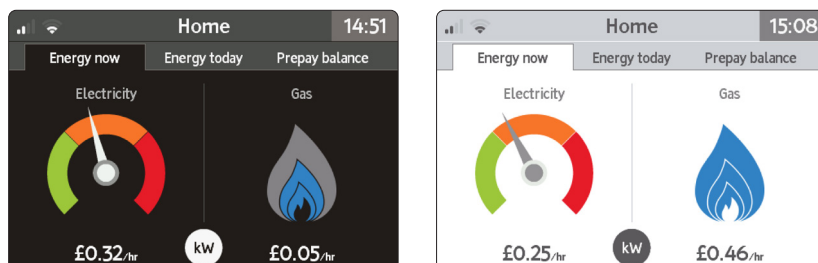 Home 14:51
Energy now Energy today Prepay balance
Electricity Gas
£0.32/hr kW £0.05/hr
Home 15:08
Energy now Energy today Prepay balance
Electricity Gas
£0.25/hr kW £0.46/hr